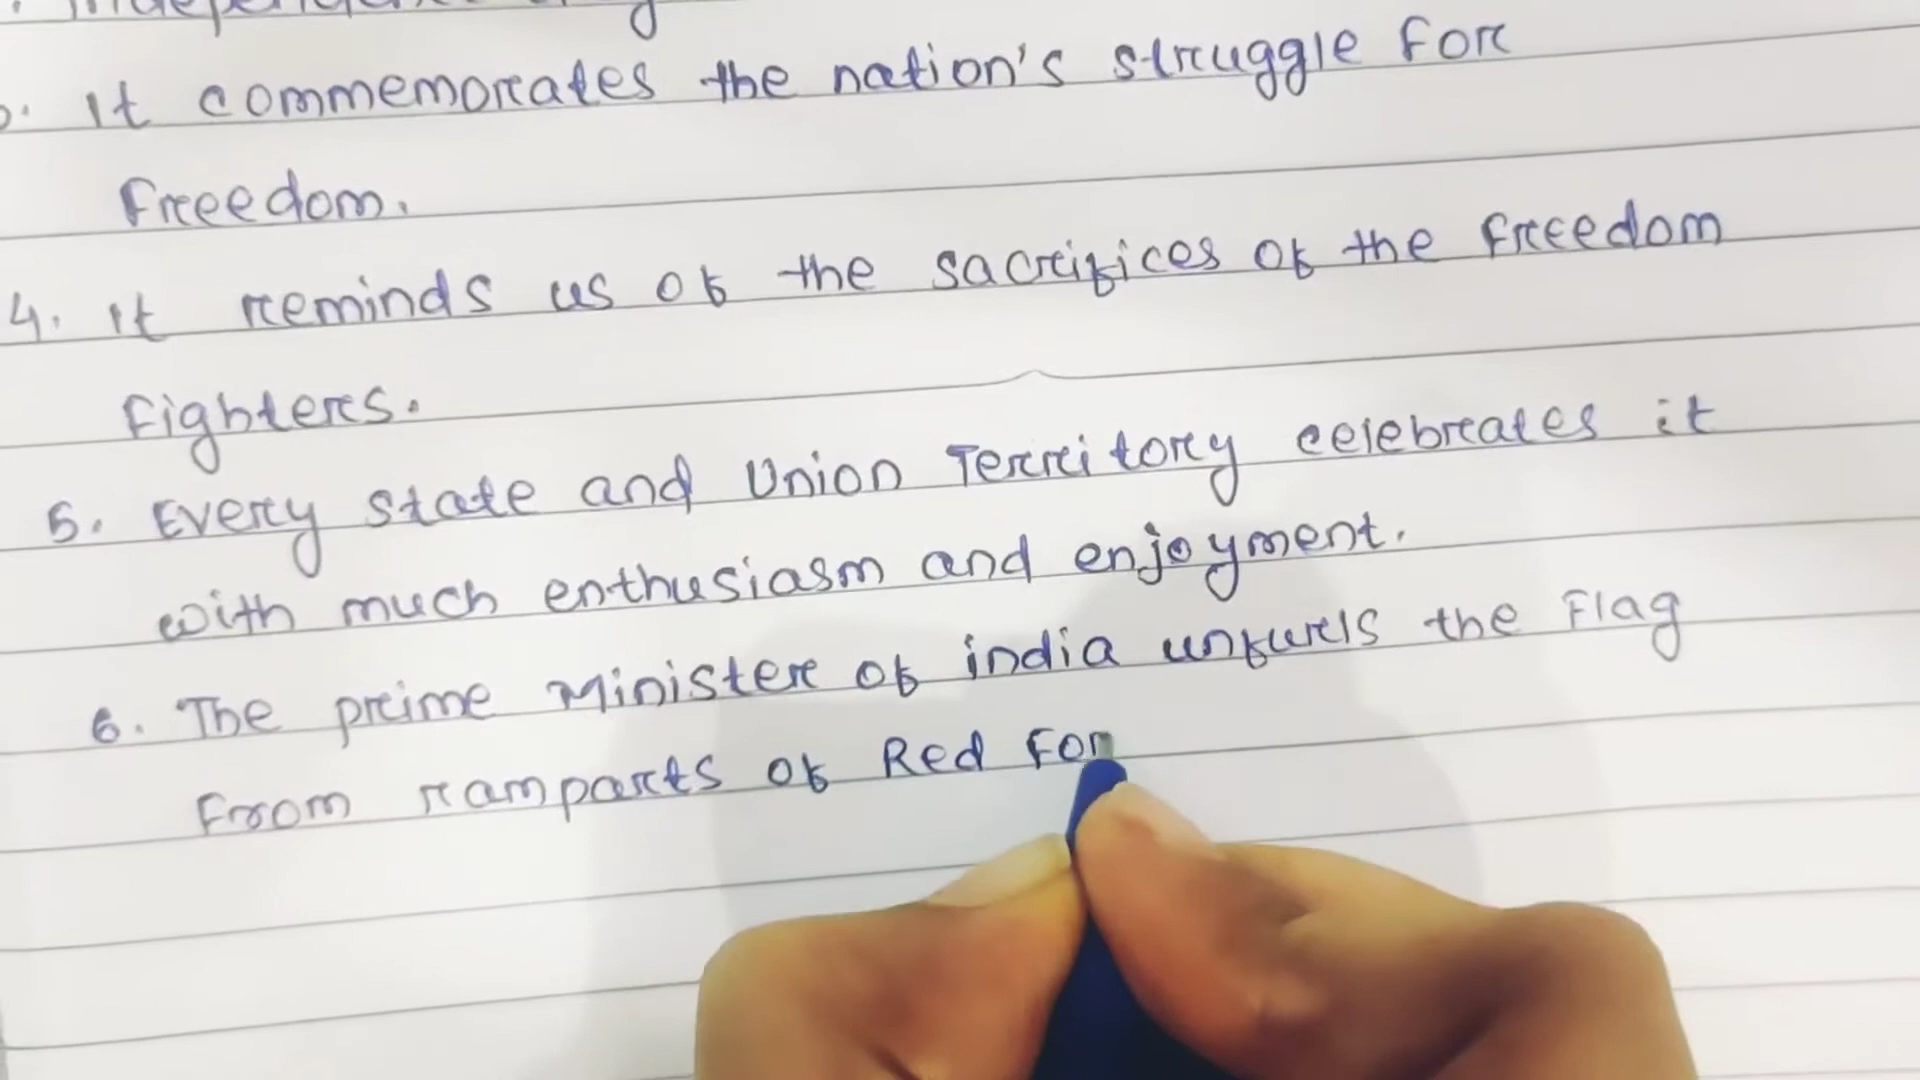 It commemorates the nation's struggle for
freedom.
4. It reminds us of the sacrifices of the freedom
Fighters.
5. Every state and Union Territory celebrates it
with much enthusiasm and enjoyment.
6. The prime Minister of india unfurls the Flag
From ramparts of Red For